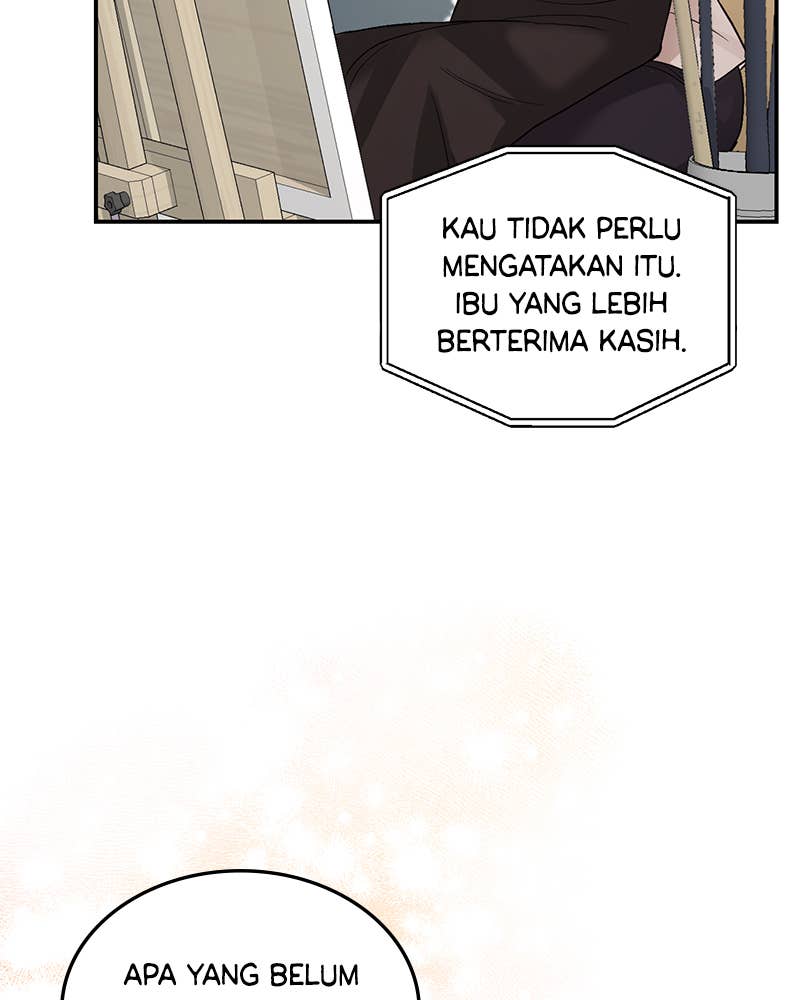 KAU TIDAK PERLU
MENGATAKAN ITU.
IBU YANG LEBIH
BERTERIMA KASIH.
APA YANG BELUM